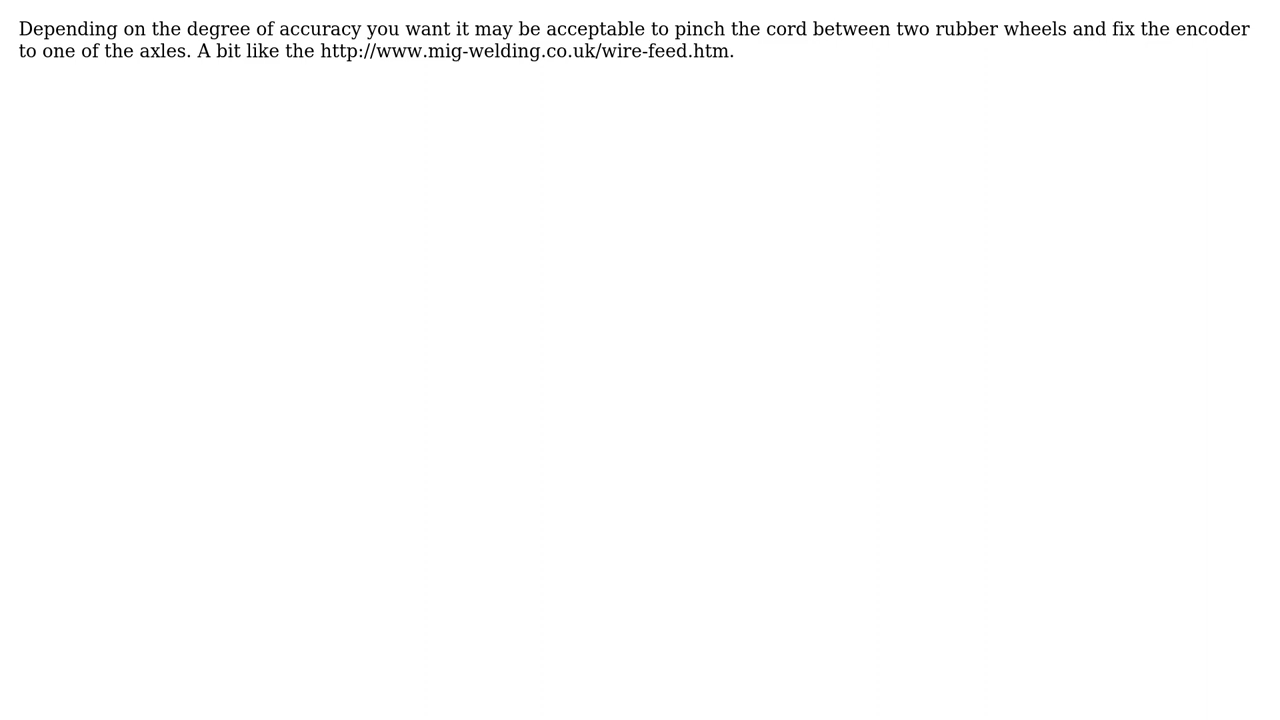 Depending on the degree of accuracy you want it may be acceptable to pinch the cord between two rubber wheels and fix the encoder
to one of the axles. A bit like the http://www.mig-welding.co.uk/wire-feed.htm.